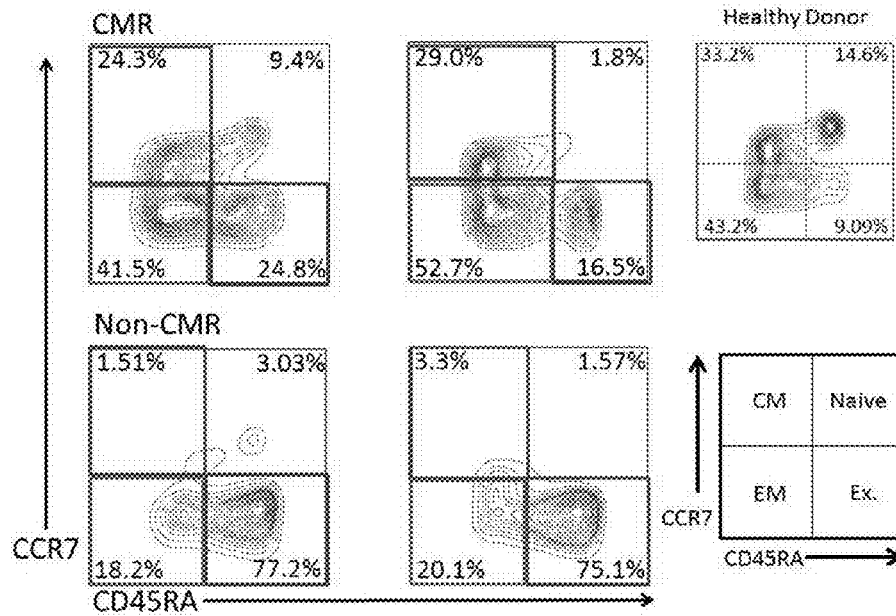 CMR
24.3% 9.4%
41.5% 24.8%
29.0% 1.8%
52.7% 16.5%
Healthy Donor
33.2% 14.6%
43.2% 9.09%
Non-CMR
1.51% 3.03%
18.2% 77.2%
3.3% 1.57%
20.1% 75.1%
CCR7
CD45RA
CM Naive
EM Ex.
CCR7
CD45RA